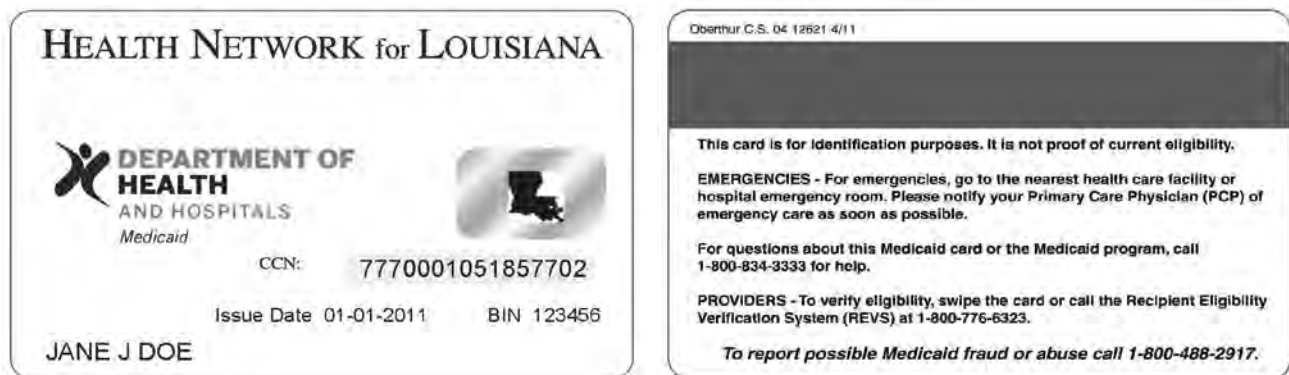 HEALTH NETWORK for LOUISIANA
DEPARTMENT OF
HEALTH
AND HOSPITALS
Medicaid
CCN: 7770001051857702
Issue Date 01-01-2011 BIN 123456
JANE J DOE
Oberthur C.S. 04 12621 4/11
This card is for identification purposes. It is not proof of current eligibility.
EMERGENCIES - For emergencies, go to the nearest health care facility or
hospital emergency room. Please notify your Primary Care Physician (PCP) of
emergency care as soon as possible.
For questions about this Medicaid card or the Medicaid program, call
1-800-834-3333 for help.
PROVIDERS - To verify eligibility, swipe the card or call the Recipient Eligibility
Verification System (REVS) at 1-800-776-6323.
To report possible Medicaid fraud or abuse call 1-800-488-2917.